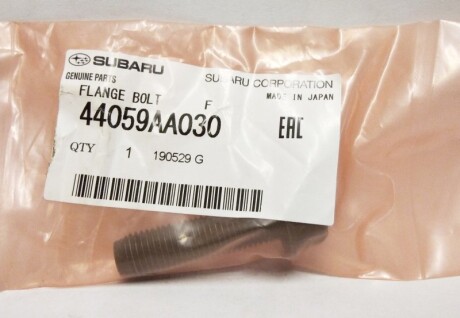 SUBARU
GENUINE PARTS SUBARU CORPORATION
FLANGE BOLT F MADE IN JAPAN
44059AA030 EAC
QTY 1 190529 G